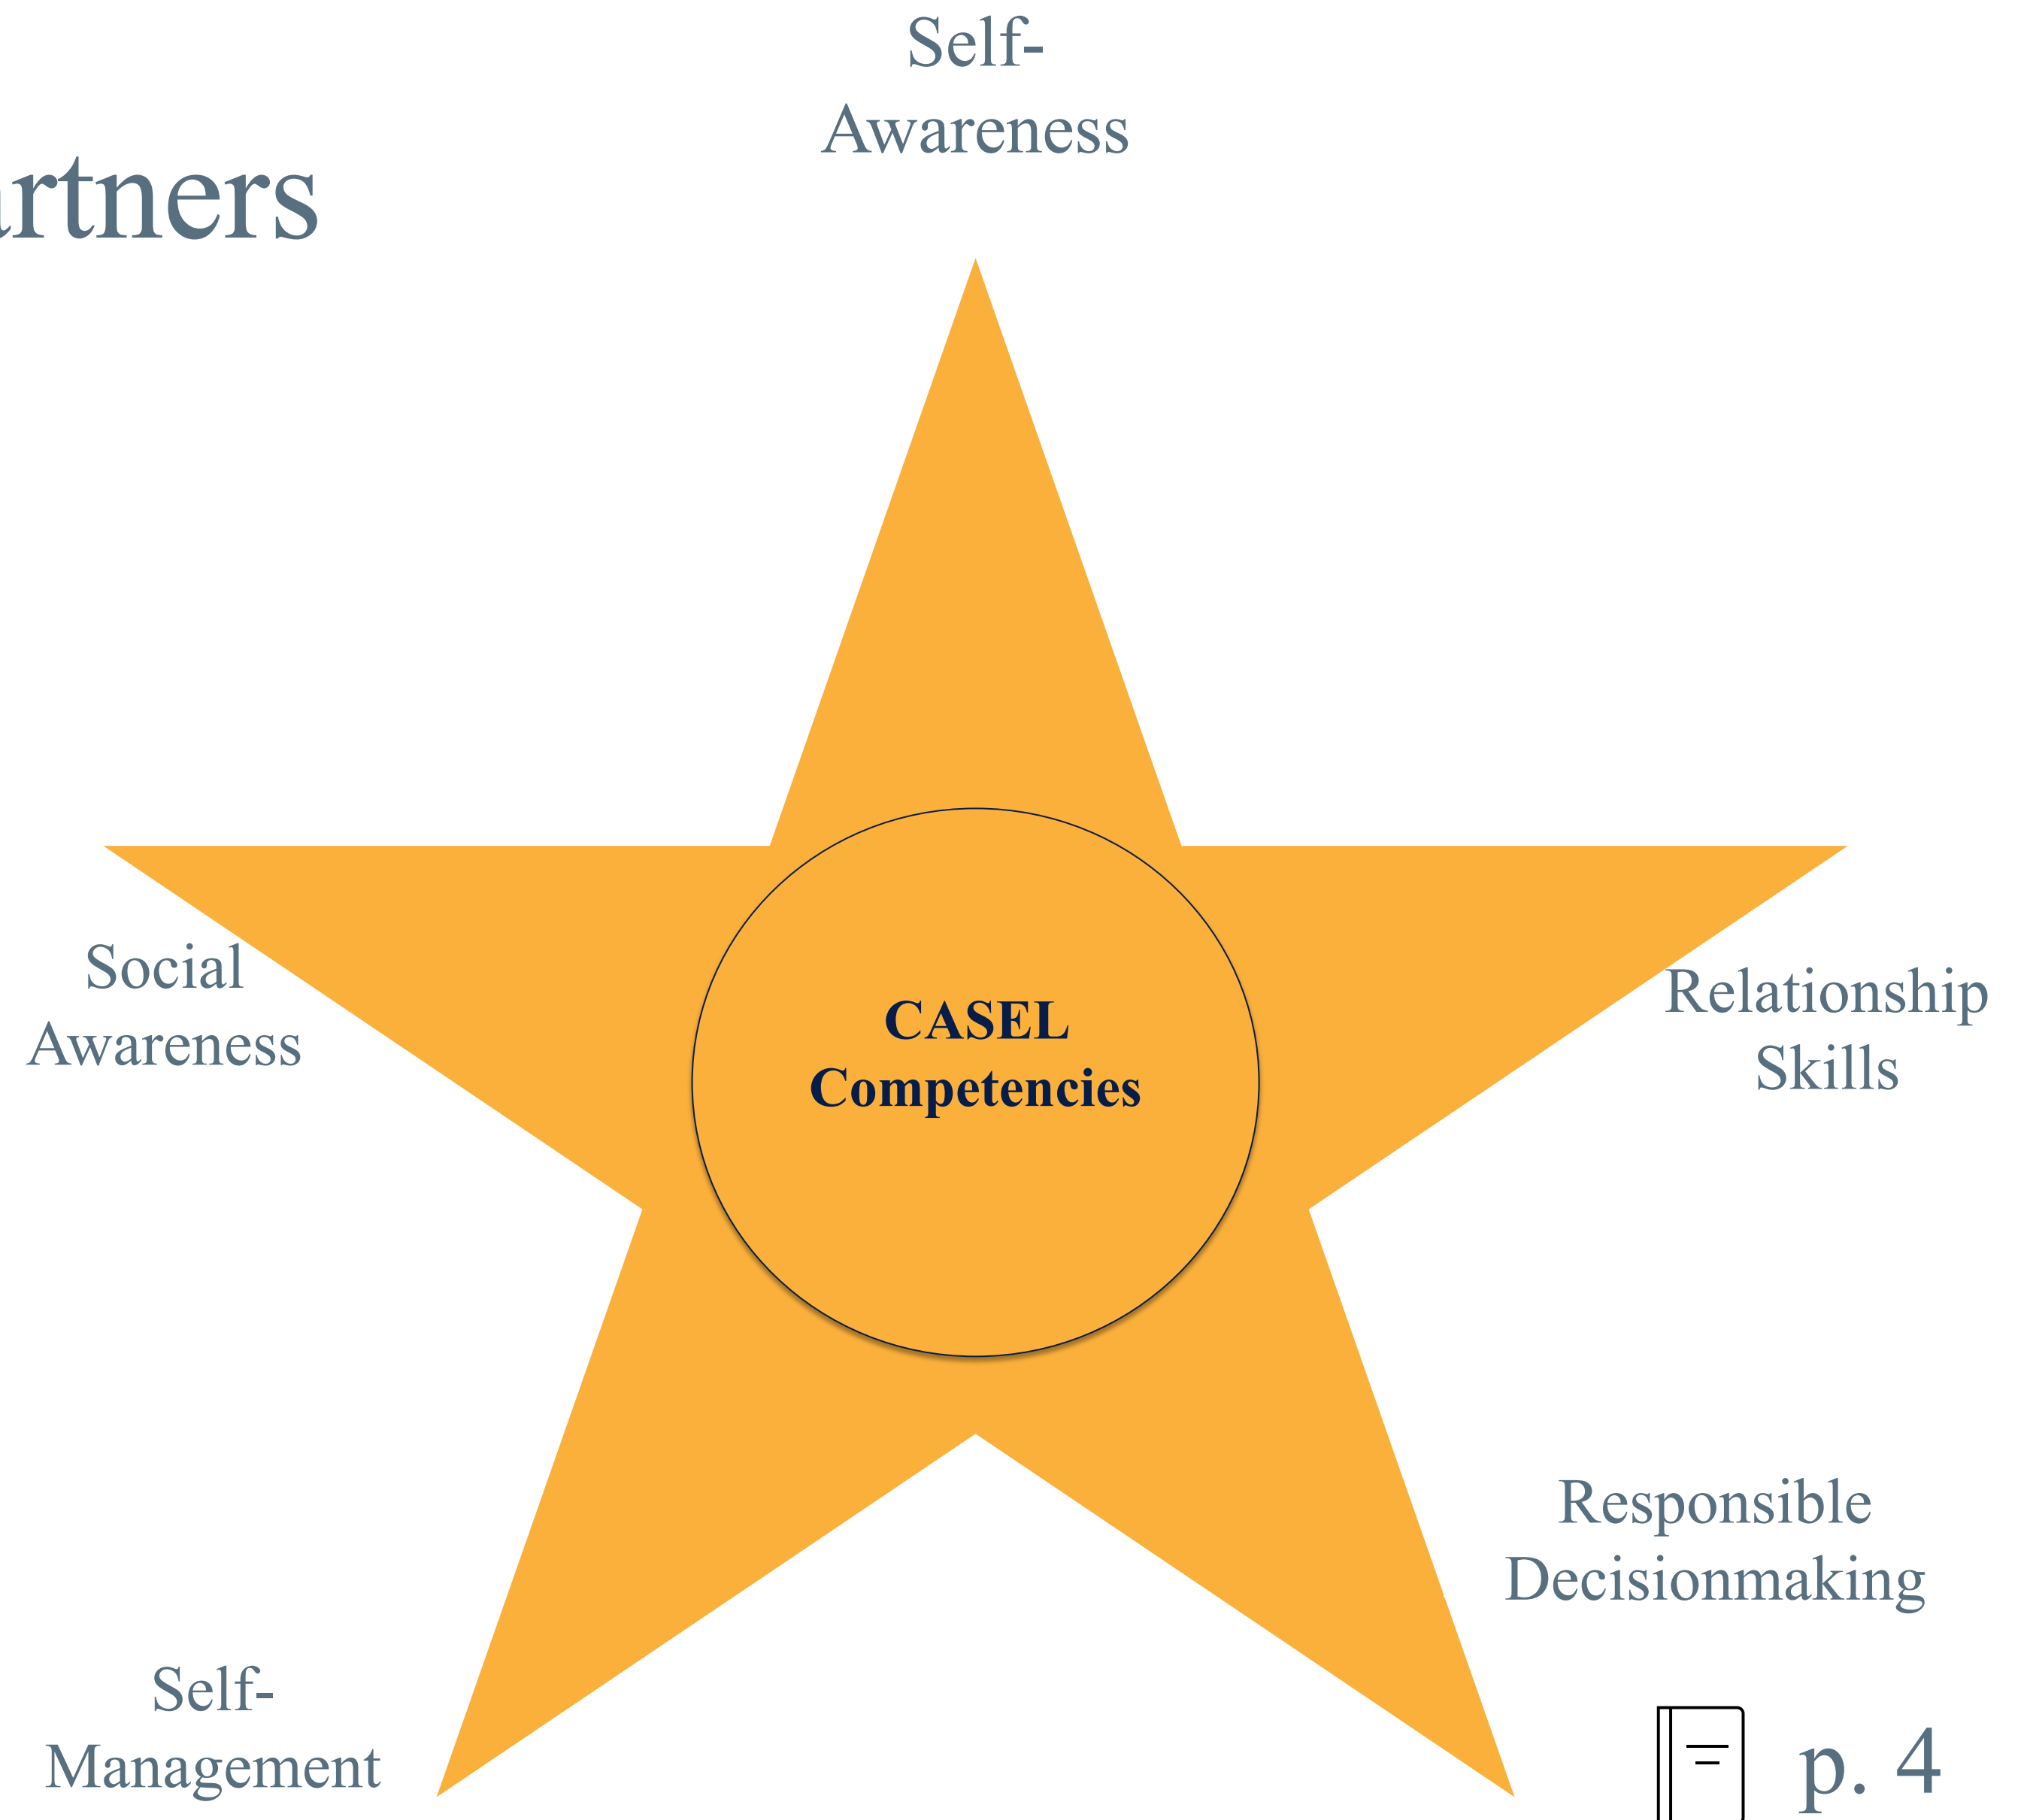 Self-
Awareness
rtners
Social
Awareness
CASEL
Competencies
Relationship
Skills
Responsible
Decisionmaking
Self-
Management
p. 4